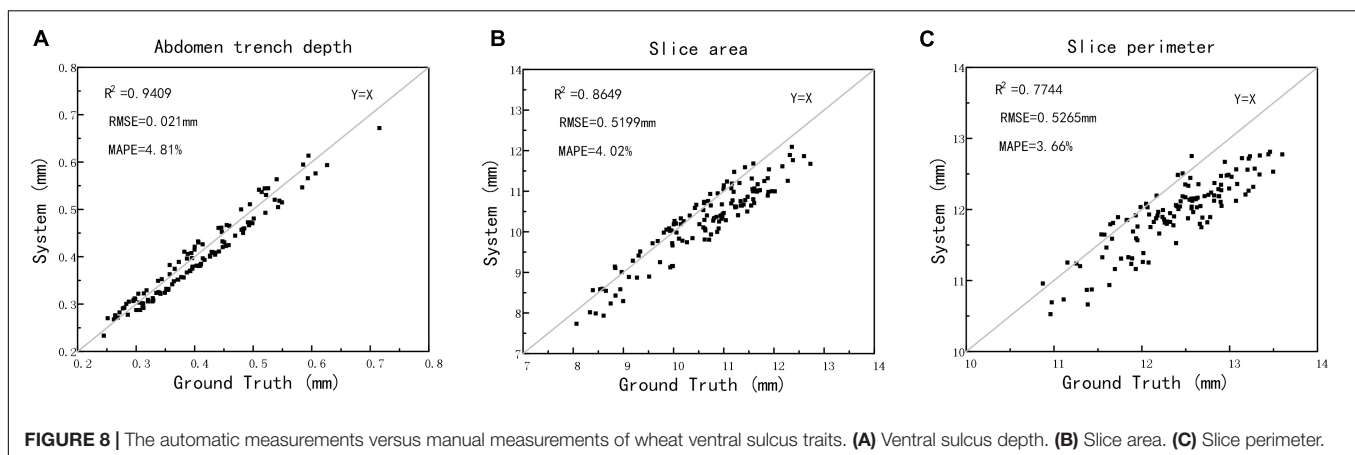 A
Abdomen trench depth
R² =0.9409
RMSE=0.021mm
MAPE=4.81%
Y=X
0.8
0.7
0.6
0.5
0.4
0.3
0.2
System (mm)
0.2 0.3 0.4 0.5 0.6 0.7 0.8
Ground Truth (mm)
B
Slice area
R² =0.8649
RMSE=0.5199mm
MAPE=4.02%
Y=X
14
13
12
11
10
9
8
7
System (mm)
7 8 9 10 11 12 13 14
Ground Truth (mm)
C
Slice perimeter
R² =0.7744
RMSE=0.5265mm
MAPE=3.66%
Y=X
14
13
12
11
10
System (mm)
10 11 12 13 14
Ground Truth (mm)
FIGURE 8 | The automatic measurements versus manual measurements of wheat ventral sulcus traits. (A) Ventral sulcus depth. (B) Slice area. (C) Slice perimeter.